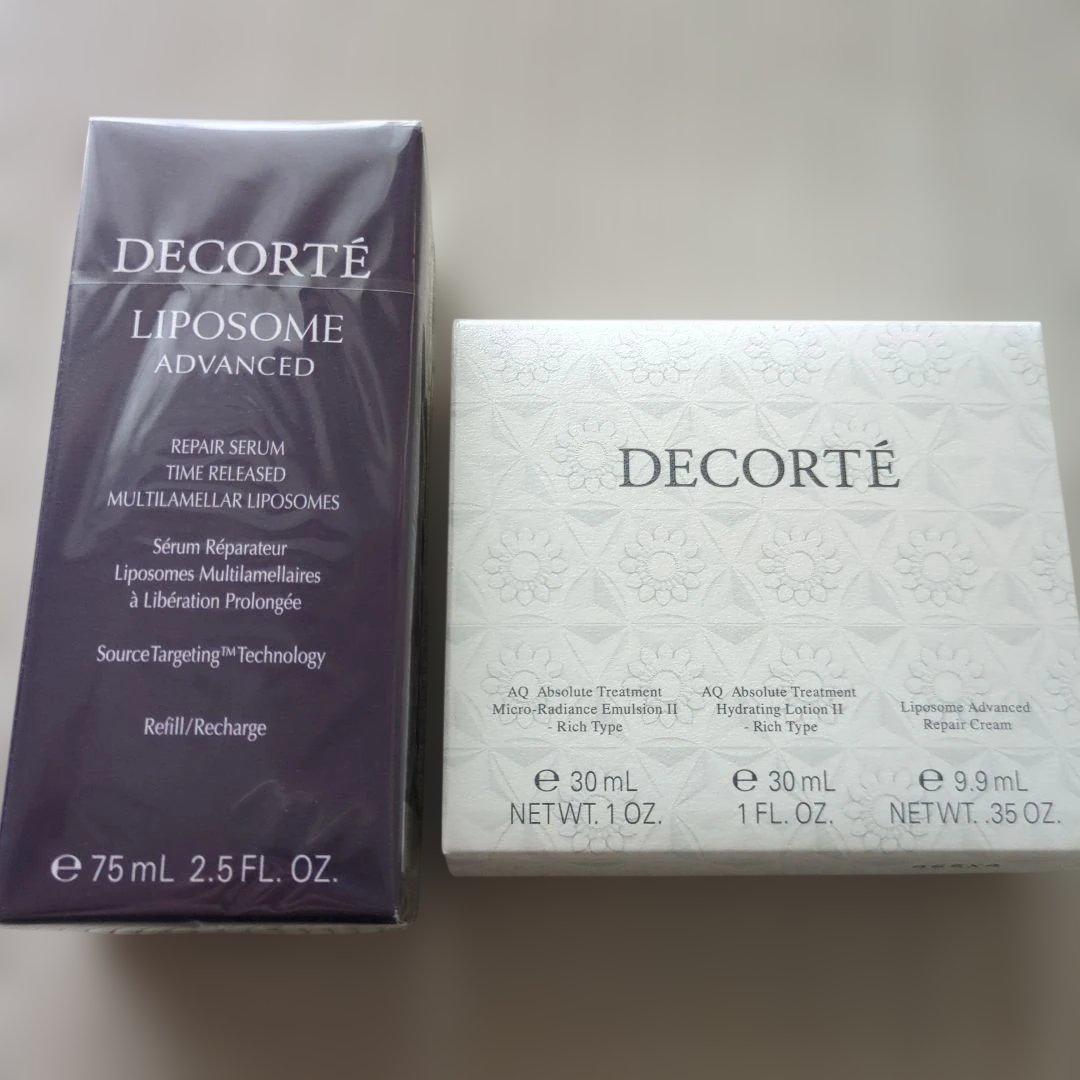 DECORTÉ
LIPOSOME
ADVANCED
REPAIR SERUM
TIME RELEASED
MULTILAMELLAR LIPOSOMES
Sérum Réparateur
Liposomes Multilamellaires
à Libération Prolongée
SourceTargeting™Technology
Refill/Recharge
℮ 75 mL 2.5 FL. OZ.
DECORTÉ
AQ Absolute Treatment
Micro-Radiance Emulsion II
- Rich Type
℮ 30 mL
NETWT. 1 OZ.
AQ Absolute Treatment
Hydrating Lotion II
- Rich Type
℮ 30 mL
1 FL. OZ.
Liposome Advanced
Repair Cream
℮ 9.9 mL
NETWT. .35 OZ.